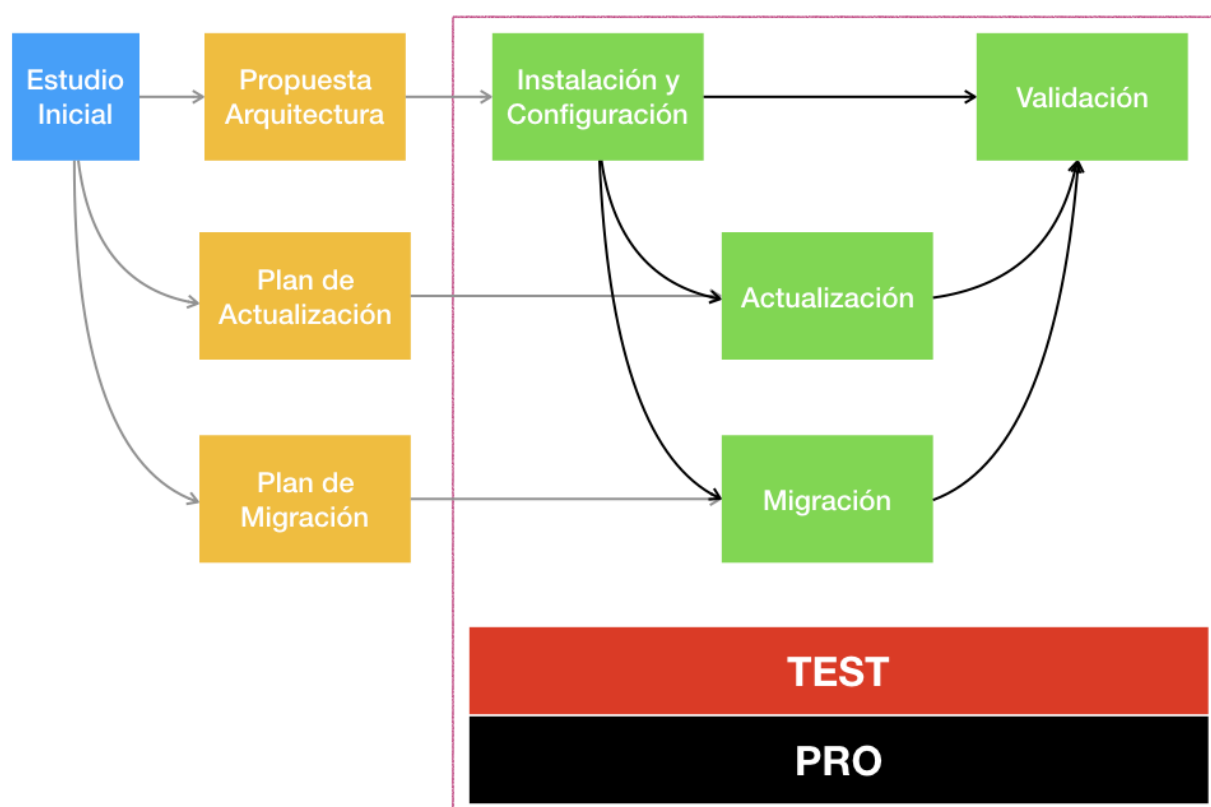 Estudio
Inicial
Propuesta
Arquitectura
Instalación y
Configuración
Validación
Plan de
Actualización
Actualización
Plan de
Migración
Migración
TEST
PRO